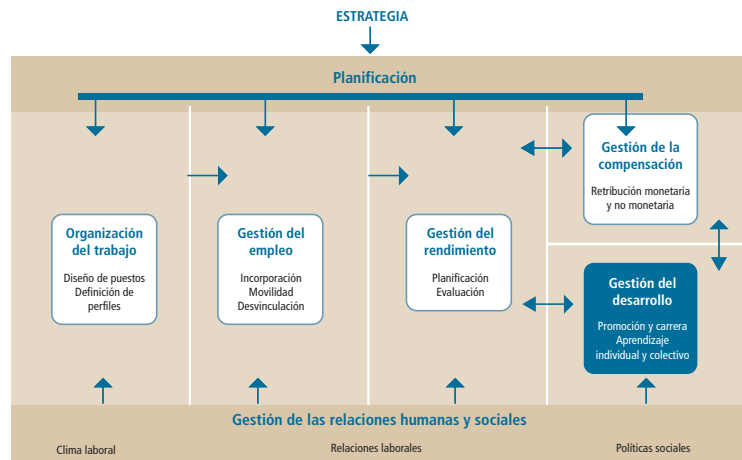 ESTRATEGIA
Planificación
Organización
del trabajo
Diseño de puestos
Definición de
perfiles
Gestión del
empleo
Incorporación
Movilidad
Desvinculación
Gestión del
rendimiento
Planificación
Evaluación
Gestión de la
compensación
Retribución monetaria
y no monetaria
Gestión del
desarrollo
Promoción y carrera
Aprendizaje
individual y colectivo
Gestión de las relaciones humanas y sociales
Clima laboral
Relaciones laborales
Políticas sociales